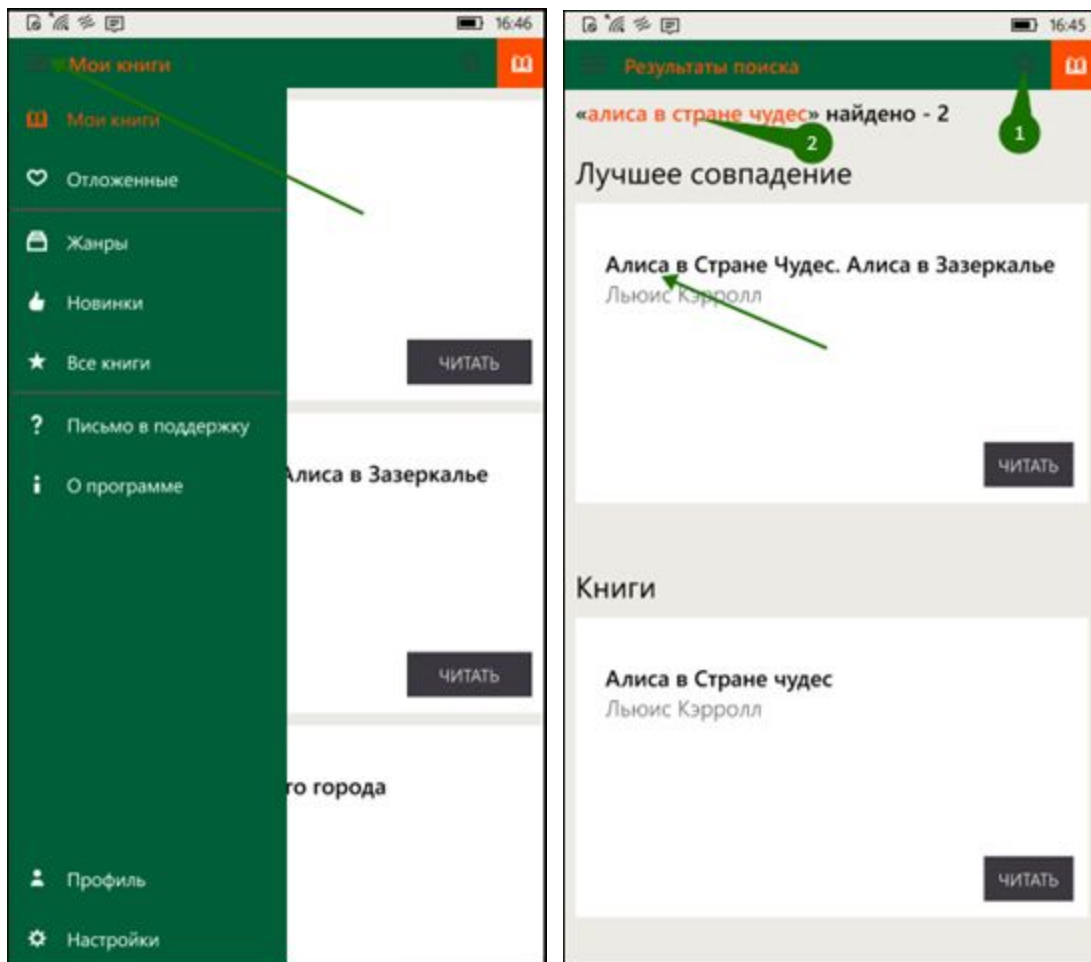 16:46
Мои книги
Мои книги
Отложенные
Жанры
Новинки
Все книги
Письмо в поддержку
О программе
Профиль
Настройки
ЧИТАТЬ
Алиса в Зазеркалье
ЧИТАТЬ
го города
16:45
Результаты поиска
1
«алиса в стране чудес» найдено - 2
2
Лучшее совпадение
Алиса в Стране Чудес. Алиса в Зазеркалье
Льюис Кэрролл
ЧИТАТЬ
Книги
Алиса в Стране чудес
Льюис Кэрролл
ЧИТАТЬ